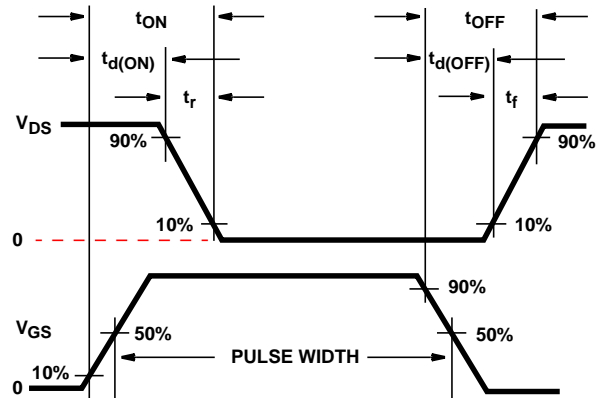 tON tOFF
td(ON) td(OFF)
tr tf
VDS
90% 90%
10% 10%
0
90%
VGS 50% PULSE WIDTH 50%
10%
0